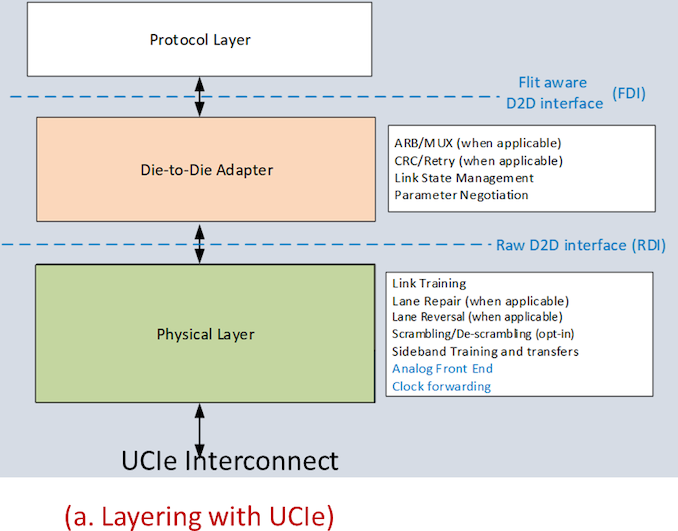 Protocol Layer
Flit aware
D2D interface (FDI)
Die-to-Die Adapter
ARB/MUX (when applicable)
CRC/Retry (when applicable)
Link State Management
Parameter Negotiation
Raw D2D interface (RDI)
Physical Layer
Link Training
Lane Repair (when applicable)
Lane Reversal (when applicable)
Scrambling/De-scrambling (opt-in)
Sideband Training and transfers
Analog Front End
Clock forwarding
UCIe Interconnect
(a. Layering with UCIe)